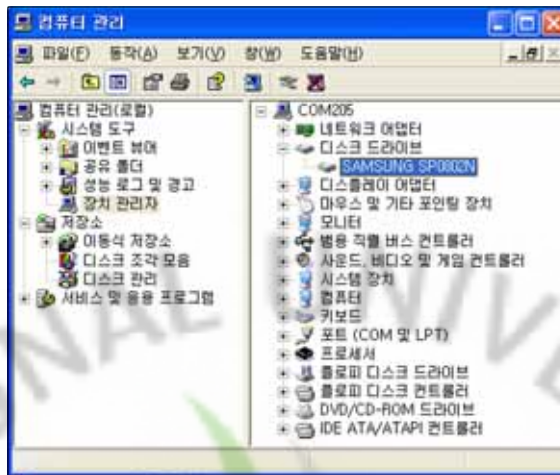 컴퓨터 관리
파일(F) 동작(A) 보기(V) 창(W) 도움말(H)
컴퓨터 관리(로컬)
시스템 도구
이벤트 뷰어
공유 폴더
성능 로그 및 경고
장치 관리자
저장소
이동식 저장소
디스크 조각 모음
디스크 관리
서비스 및 응용 프로그램
COM205
네트워크 어댑터
디스크 드라이브
SAMSUNG SP0802N
디스플레이 어댑터
마우스 및 기타 포인팅 장치
모니터
범용 직렬 버스 컨트롤러
사운드, 비디오 및 게임 컨트롤러
시스템 장치
컴퓨터
키보드
포트 (COM 및 LPT)
프로세서
플로피 디스크 드라이브
플로피 디스크 컨트롤러
DVD/CD-ROM 드라이브
IDE ATA/ATAPI 컨트롤러